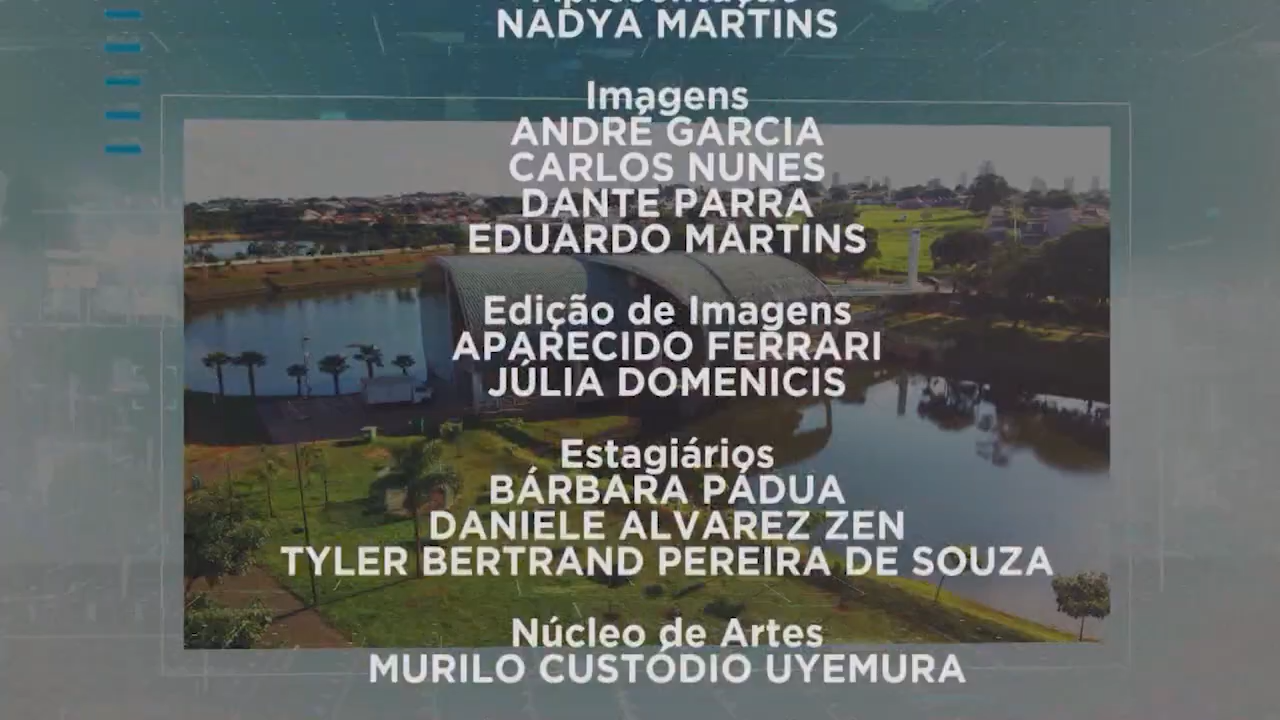 Apresentação
NADYA MARTINS
Imagens
ANDRÉ GARCIA
CARLOS NUNES
DANTE PARRA
EDUARDO MARTINS
Edição de Imagens
APARECIDO FERRARI
JÚLIA DOMENICIS
Estagiários
BÁRBARA PÁDUA
DANIELE ALVAREZ ZEN
TYLER BERTRAND PEREIRA DE SOUZA
Núcleo de Artes
MURILO CUSTÓDIO UYEMURA